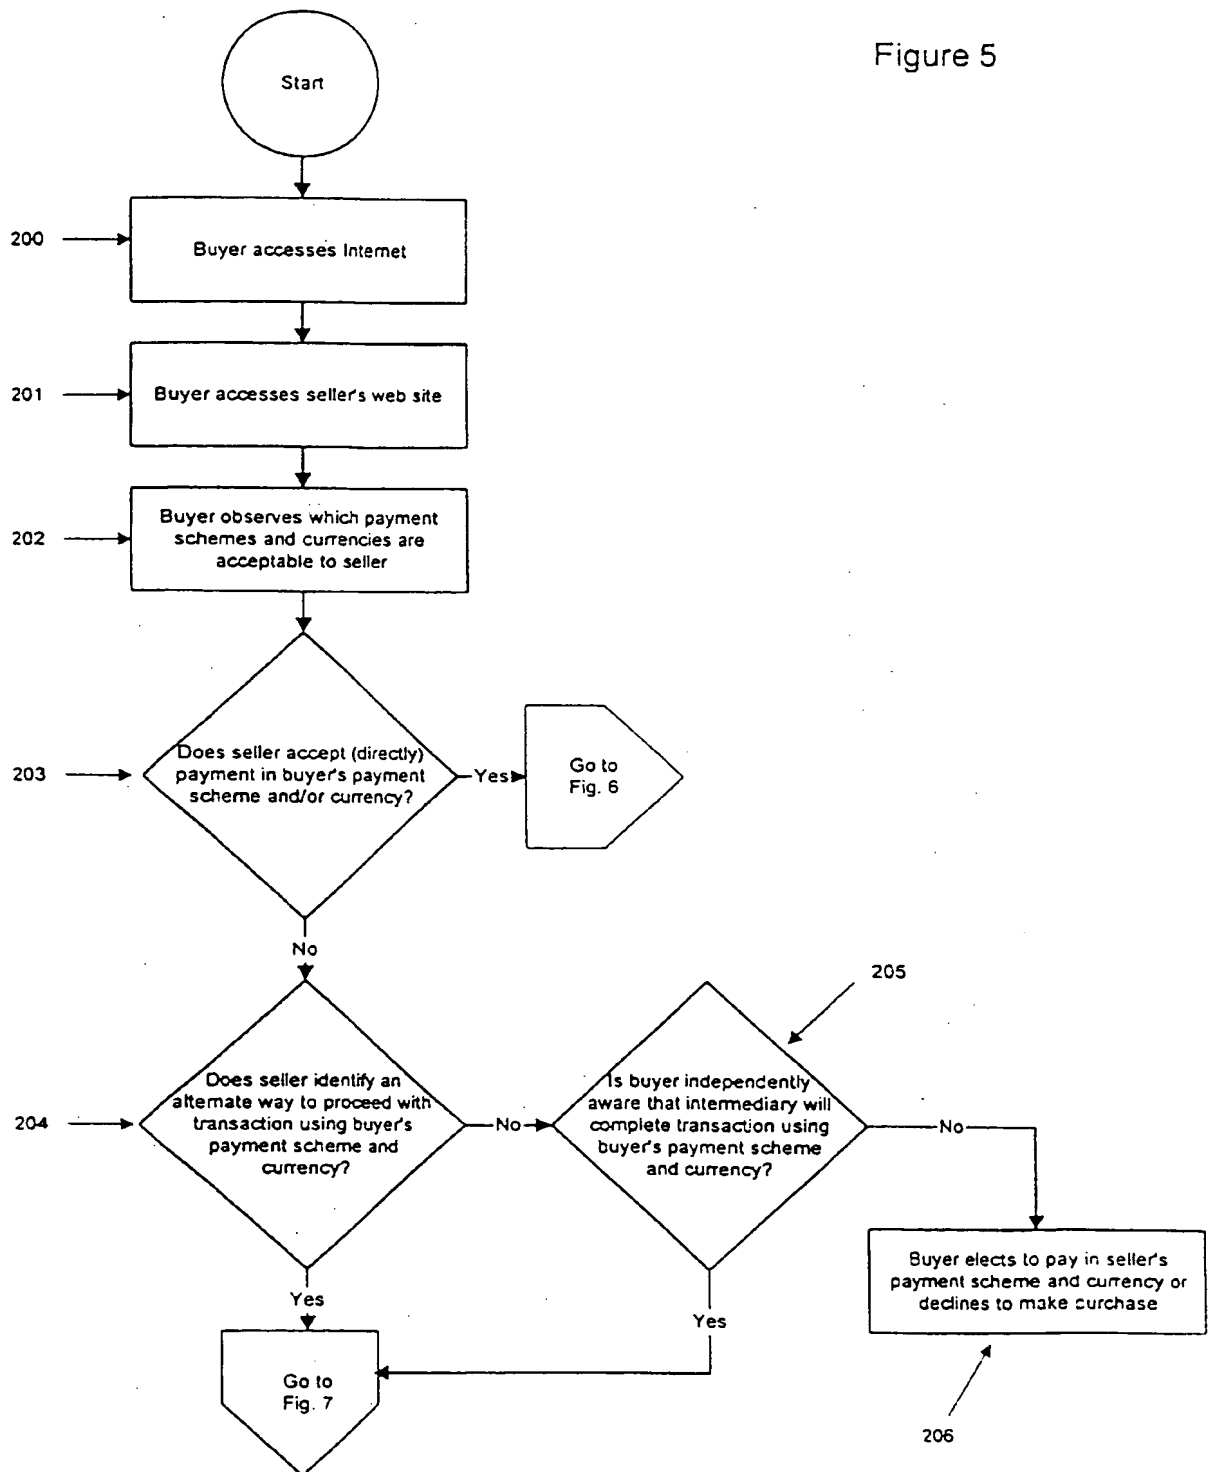 Figure 5
Start
200
Buyer accesses Internet
201
Buyer accesses seller's web site
202
Buyer observes which payment
schemes and currencies are
acceptable to seller
203
Does seller accept (directly)
payment in buyer's payment
scheme and/or currency?
Yes
Go to
Fig. 6
No
204
Does seller identify an
alternate way to proceed with
transaction using buyer's
payment scheme and
currency?
No
205
Is buyer independently
aware that intermediary will
complete transaction using
buyer's payment scheme
and currency?
No
Buyer elects to pay in seller's
payment scheme and currency or
declines to make purchase
206
Yes
Yes
Go to
Fig. 7